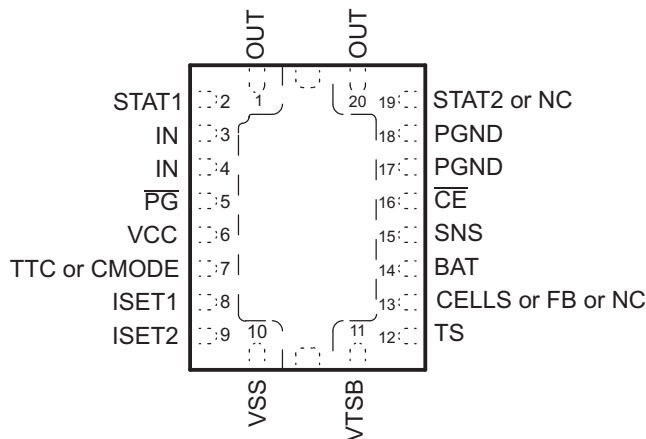 OUT OUT
STAT1 2 1 20 19 STAT2 or NC
IN 3 18 PGND
IN 4 17 PGND
P̅G̅ 5 16 C̅E̅
VCC 6 15 SNS
TTC or CMODE 7 14 BAT
ISET1 8 13 CELLS or FB or NC
ISET2 9 10 11 12 TS
VSS VTSB